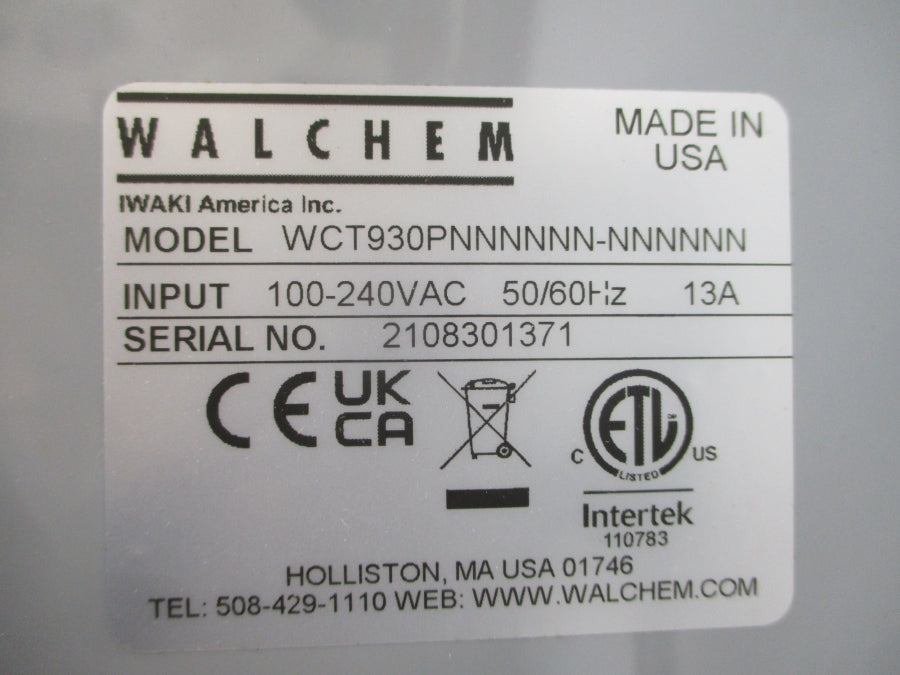 WALCHEM
MADE IN
USA
IWAKI America Inc.
MODEL WCT930PNNNNNN-NNNNNN
INPUT 100-240VAC 50/60Hz 13A
SERIAL NO. 2108301371
CE
UK
CA
ETL
C US
LISTED
Intertek
110783
HOLLISTON, MA USA 01746
TEL: 508-429-1110 WEB: WWW.WALCHEM.COM